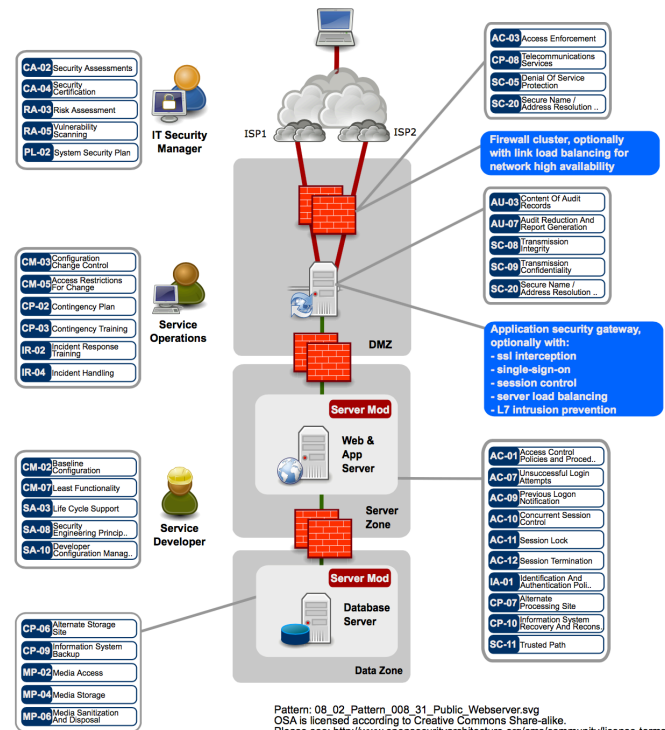 CA-02 Security Assessments
CA-04 Security
Certification
RA-03 Risk Assessment
RA-05 Vulnerability
Scanning
PL-02 System Security Plan
IT Security
Manager
ISP1
ISP2
AC-03 Access Enforcement
CP-08 Telecommunications
Services
SC-05 Denial Of Service
Protection
SC-20 Secure Name /
Address Resolution ..
Firewall cluster, optionally
with link load balancing for
network high availability
AU-03 Content Of Audit
Records
AU-07 Audit Reduction And
Report Generation
SC-08 Transmission
Integrity
SC-09 Transmission
Confidentiality
SC-20 Secure Name /
Address Resolution ..
CM-03 Configuration
Change Control
CM-05 Access Restrictions
For Change
CP-02 Contingency Plan
CP-03 Contingency Training
IR-02 Incident Response
Training
IR-04 Incident Handling
Service
Operations
DMZ
Application security gateway,
optionally with:
- ssl interception
- single-sign-on
- session control
- server load balancing
- L7 intrusion prevention
Server Mod
Web &
App
Server
Server
Zone
CM-02 Baseline
Configuration
CM-07 Least Functionality
SA-03 Life Cycle Support
SA-08 Security
Engineering Princip..
SA-10 Developer
Configuration Manag..
Service
Developer
AC-01 Access Control
Policies and Proced..
AC-07 Unsuccessful Login
Attempts
AC-09 Previous Logon
Notification
AC-10 Concurrent Session
Control
AC-11 Session Lock
AC-12 Session Termination
IA-01 Identification And
Authentication Poli..
CP-07 Alternate
Processing Site
CP-10 Information System
Recovery And Recons..
SC-11 Trusted Path
Server Mod
Database
Server
Data Zone
CP-06 Alternate Storage
Site
CP-09 Information System
Backup
MP-02 Media Access
MP-04 Media Storage
MP-06 Media Sanitization
And Disposal
Pattern: 08_02_Pattern_008_31_Public_Webserver.svg
OSA is licensed according to Creative Commons Share-alike.